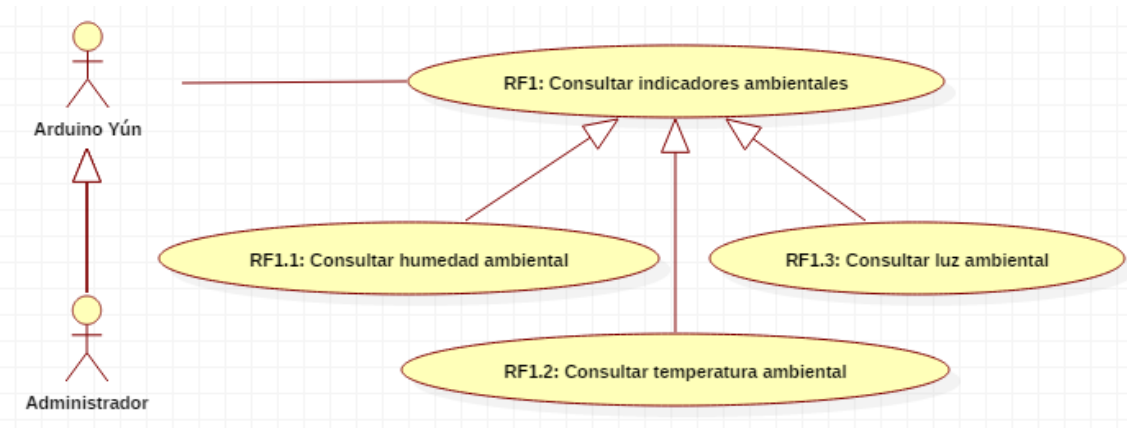 RF1: Consultar indicadores ambientales
Arduino Yún
RF1.1: Consultar humedad ambiental
RF1.3: Consultar luz ambiental
RF1.2: Consultar temperatura ambiental
Administrador